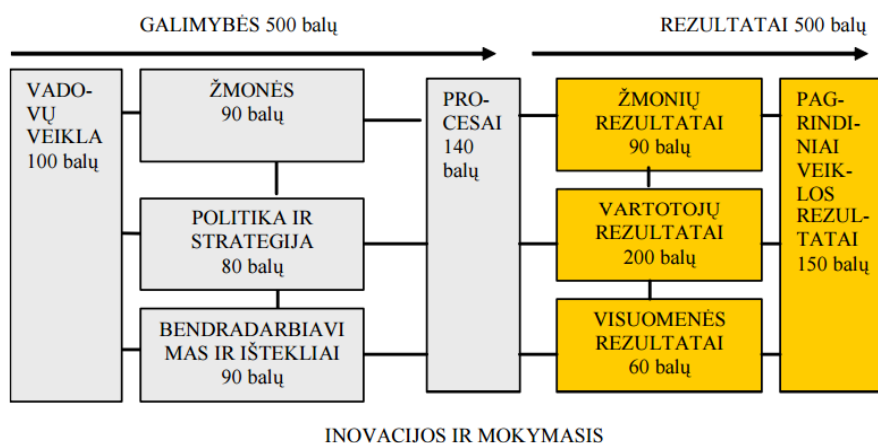 GALIMYBĖS 500 balų
REZULTATAI 500 balų
VADO-
VŲ
VEIKLA
100 balų
ŽMONĖS
90 balų
POLITIKA IR
STRATEGIJA
80 balų
BENDRADARBIAVI
MAS IR IŠTEKLIAI
90 balų
PRO-
CESAI
140
balų
ŽMONIŲ
REZULTATAI
90 balų
VARTOTOJŲ
REZULTATAI
200 balų
VISUOMENĖS
REZULTATAI
60 balų
PAG-
RINDI-
NIAI
VEIK-
LOS
REZUL-
TATAI
150 balų
INOVACIJOS IR MOKYMASIS